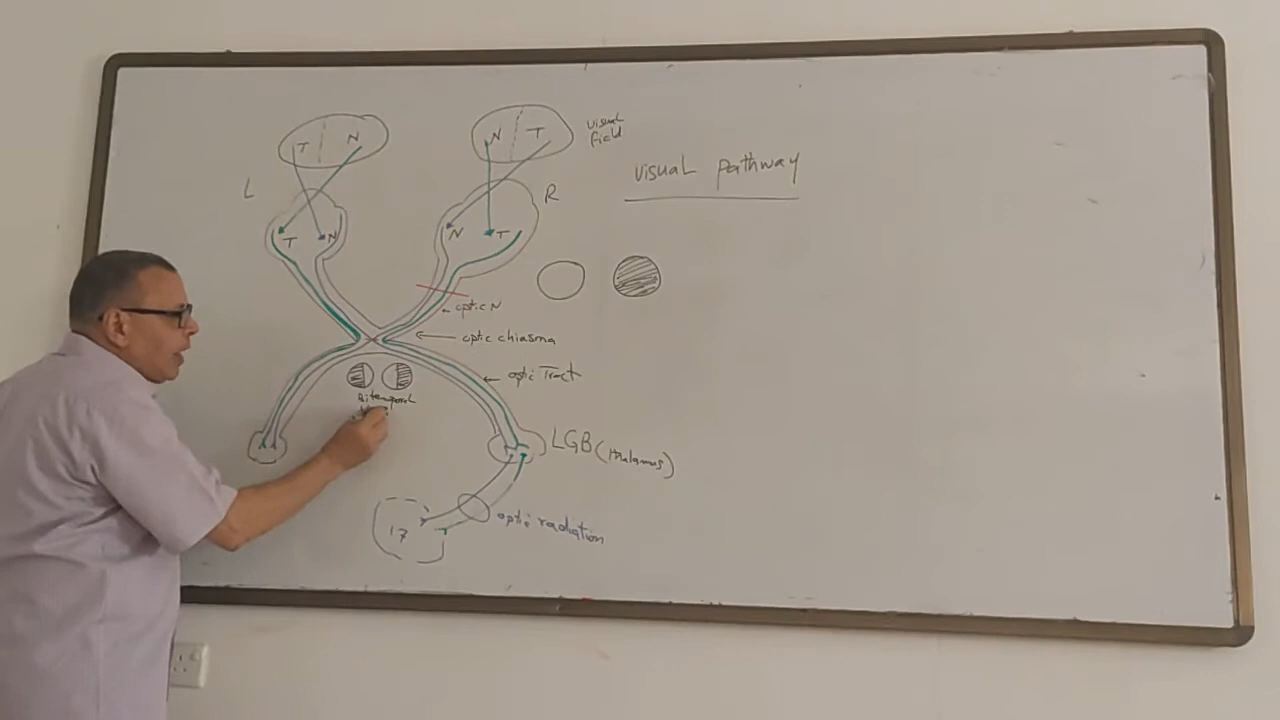 T N
N T
visual
field
visual pathway
L
R
T N
N T
optic N
optic chiasma
optic Tract
Bitemporal
LGB (thalamus)
optic radiation
17